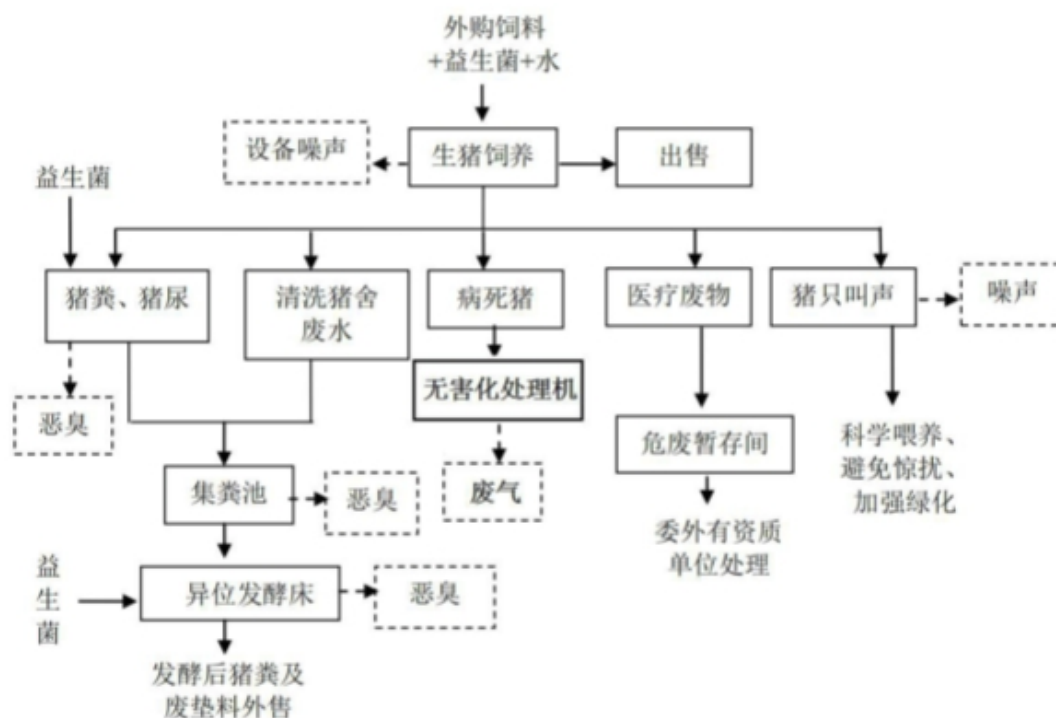 外购饲料
+益生菌+水
设备噪声
生猪饲养
出售
益生菌
猪粪、猪尿
清洗猪舍
废水
病死猪
医疗废物
猪只叫声
噪声
无害化处理机
恶臭
危废暂存间
科学喂养、
避免惊扰、
加强绿化
集粪池
恶臭
废气
委外有资质
单位处理
益
生
菌
异位发酵床
恶臭
发酵后猪粪及
废垫料外售